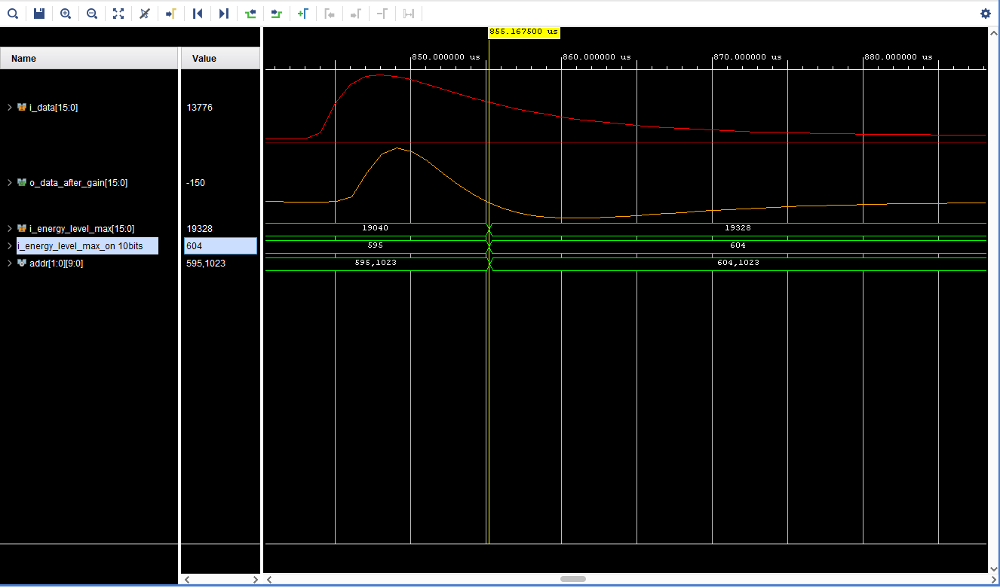 855.167500 us
Name
Value
850.000000 us
860.000000 us
870.000000 us
880.000000 us
i_data[15:0]
13776
o_data_after_gain[15:0]
-150
i_energy_level_max[15:0]
19328
19040
19328
i_energy_level_max_on 10bits
604
595
604
addr[1:0][9:0]
595,1023
595,1023
604,1023